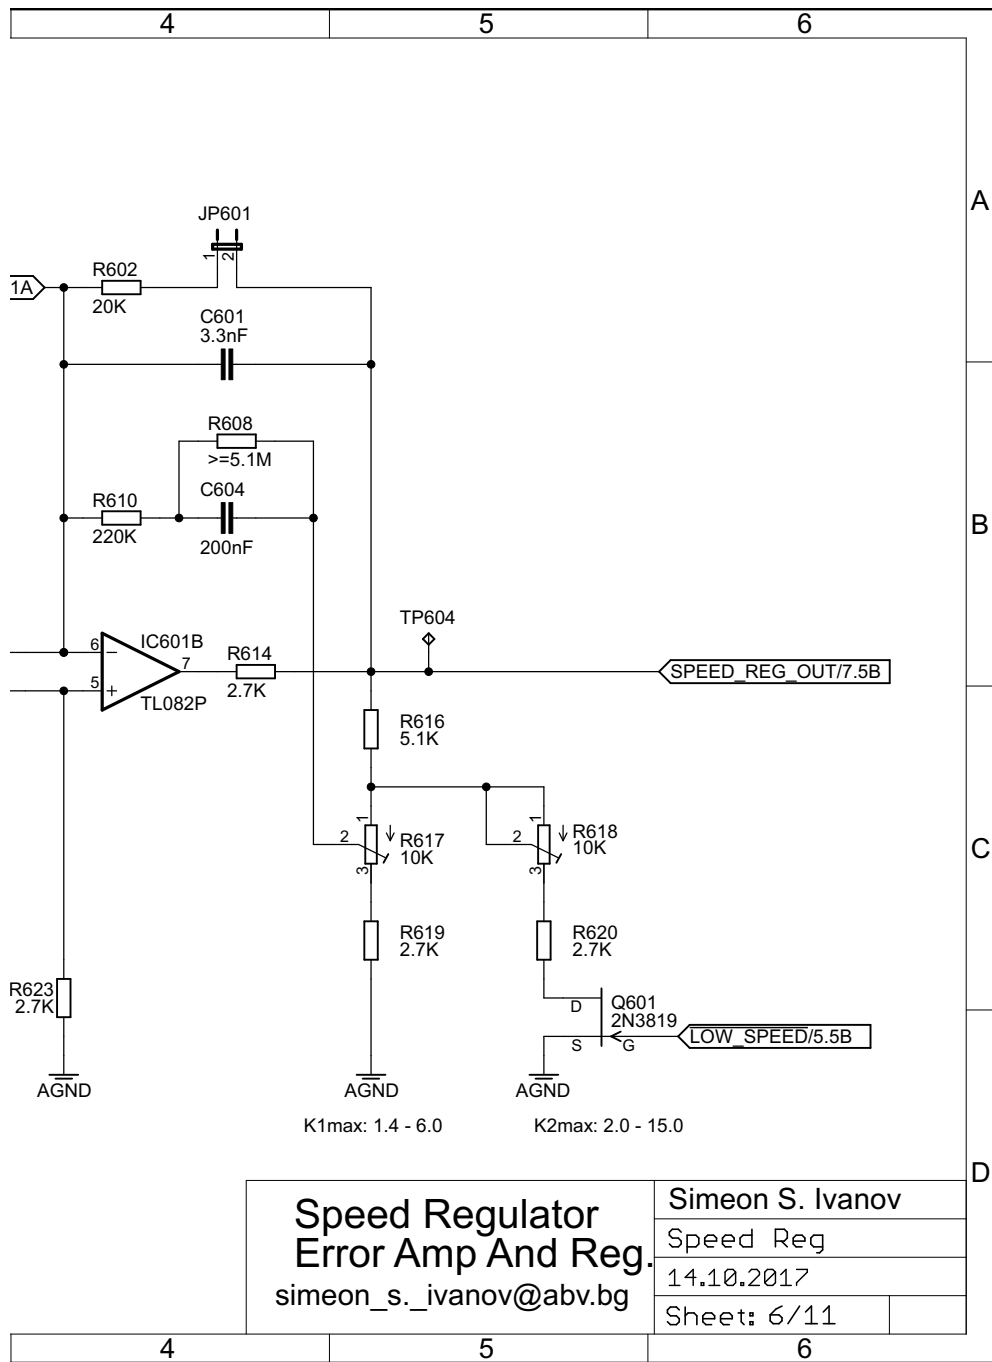 4 5 6
A
JP601
1 2
R602
1A
20K
C601
3.3nF
R608
>=5.1M
C604
R610
220K
200nF
B
TP604
6
IC601B
7
R614
5
TL082P
2.7K
SPEED_REG_OUT/7.5B
R616
5.1K
1 1
2 R617 2 R618
10K 10K
3 3
C
R619 R620
2.7K 2.7K
R623
2.7K
D
Q601
2N3819
S G
LOW_SPEED/5.5B
AGND AGND AGND
K1max: 1.4 - 6.0 K2max: 2.0 - 15.0
D
Speed Regulator
Error Amp And Reg.
simeon_s._ivanov@abv.bg
Simeon S. Ivanov
Speed Reg
14.10.2017
Sheet: 6/11
4 5 6